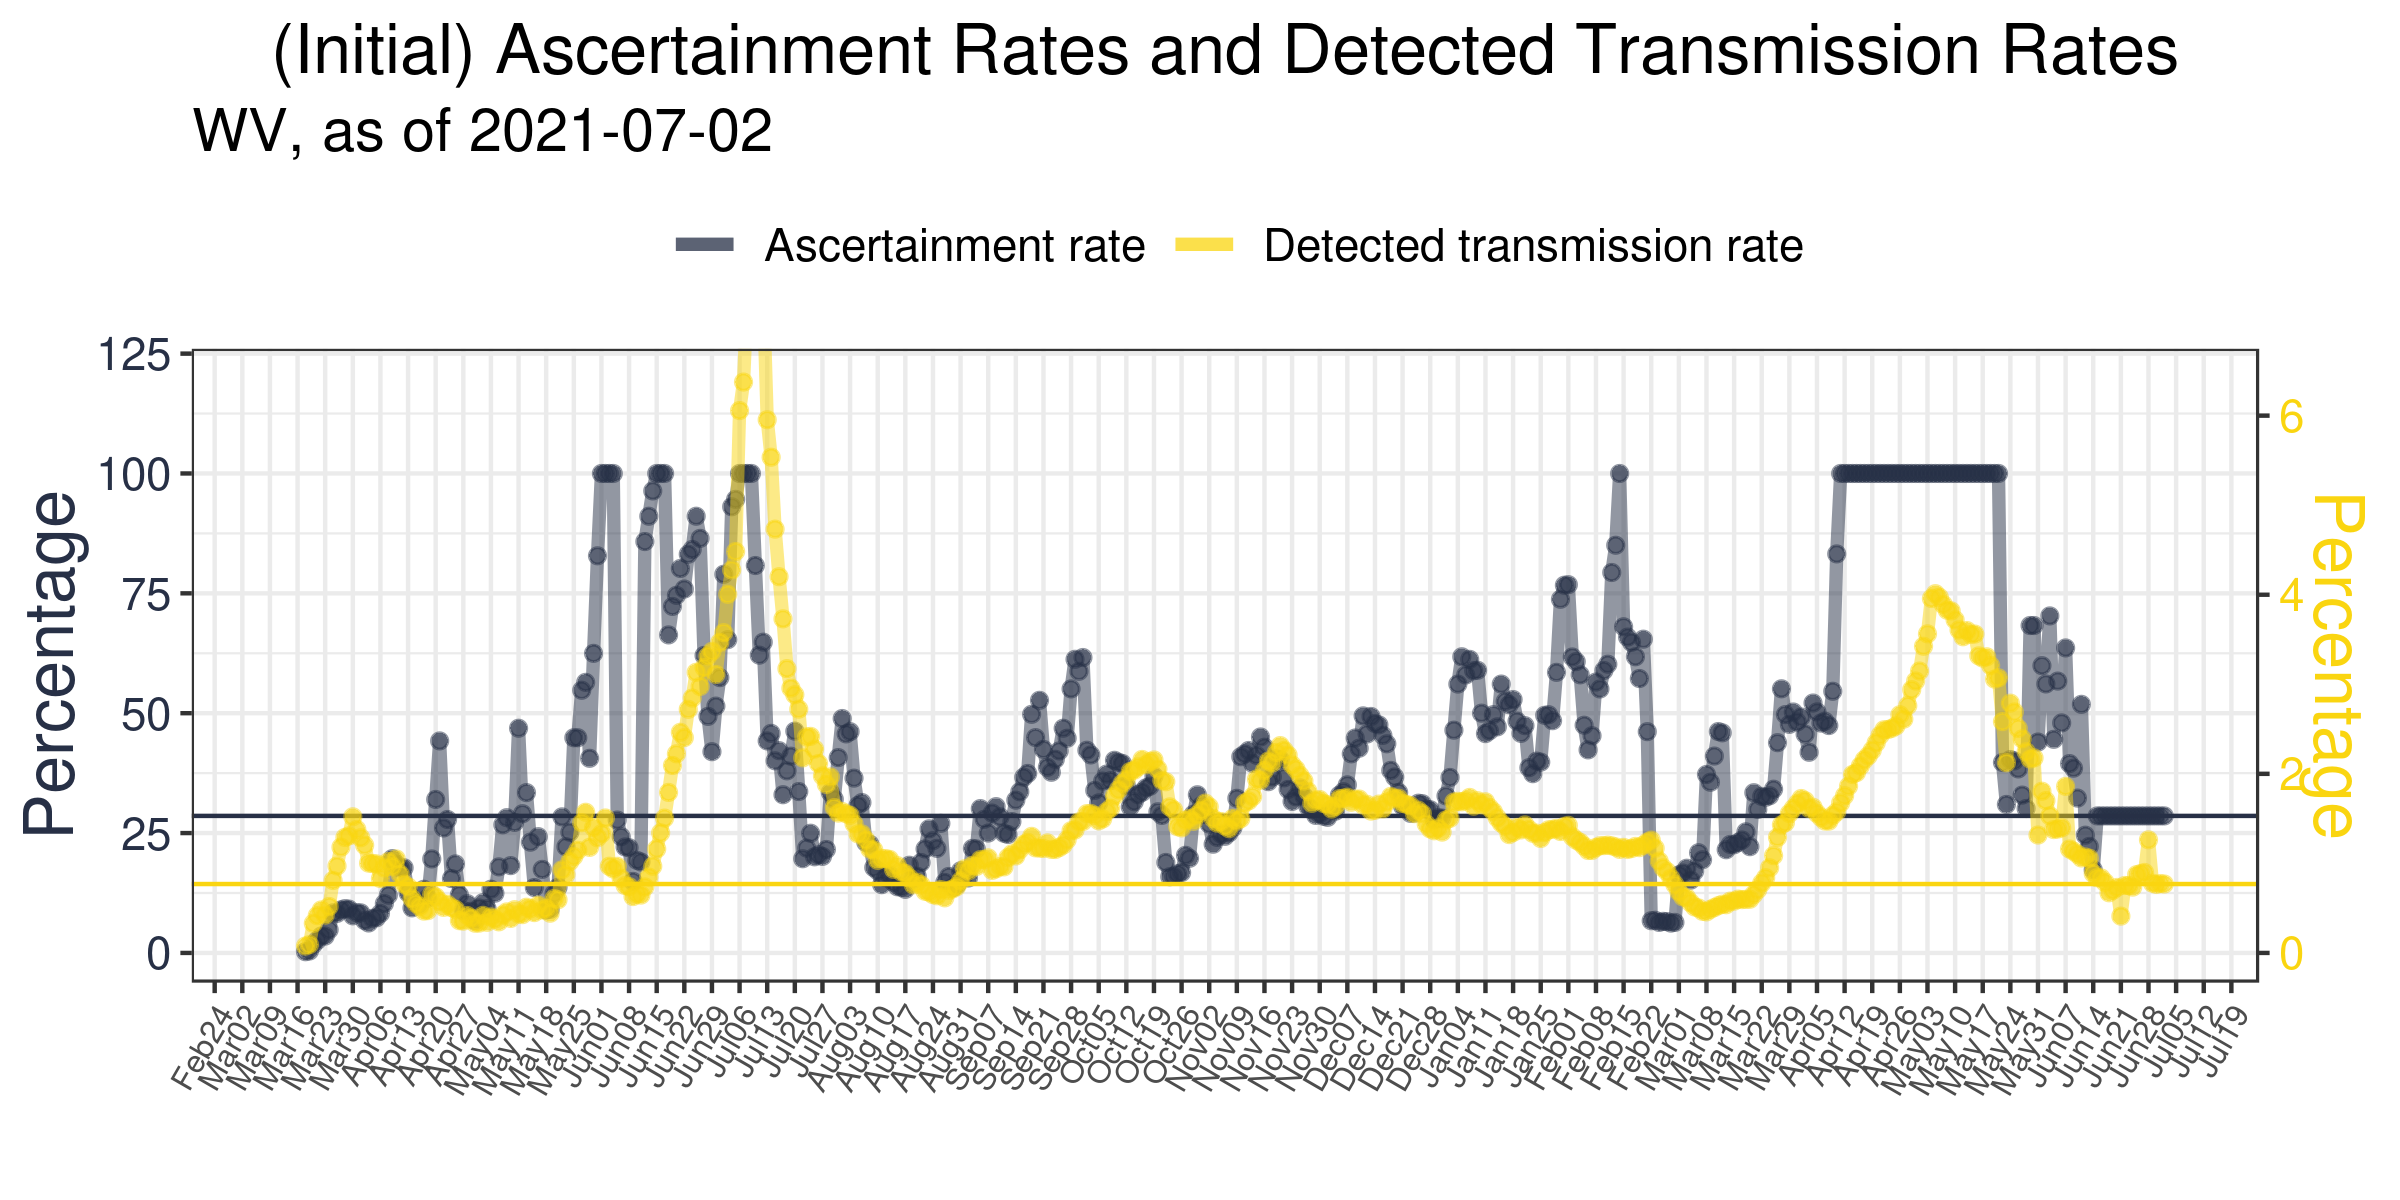 (Initial) Ascertainment Rates and Detected Transmission Rates
WV, as of 2021-07-02
Ascertainment rate
Detected transmission rate
Percentage
125
100
75
50
25
0
6
4
2
0
Percentage
Feb24
Mar02
Mar09
Mar16
Mar23
Mar30
Apr06
Apr13
Apr20
Apr27
May04
May11
May18
May25
Jun01
Jun08
Jun15
Jun22
Jun29
Jul06
Jul13
Jul20
Jul27
Aug03
Aug10
Aug17
Aug24
Aug31
Sep07
Sep14
Sep21
Sep28
Oct05
Oct12
Oct19
Oct26
Nov02
Nov09
Nov16
Nov23
Nov30
Dec07
Dec14
Dec21
Dec28
Jan04
Jan11
Jan18
Jan25
Feb01
Feb08
Feb15
Feb22
Mar01
Mar08
Mar15
Mar22
Mar29
Apr05
Apr12
Apr19
Apr26
May03
May10
May17
May24
May31
Jun07
Jun14
Jun21
Jun28
Jul05
Jul12
Jul19